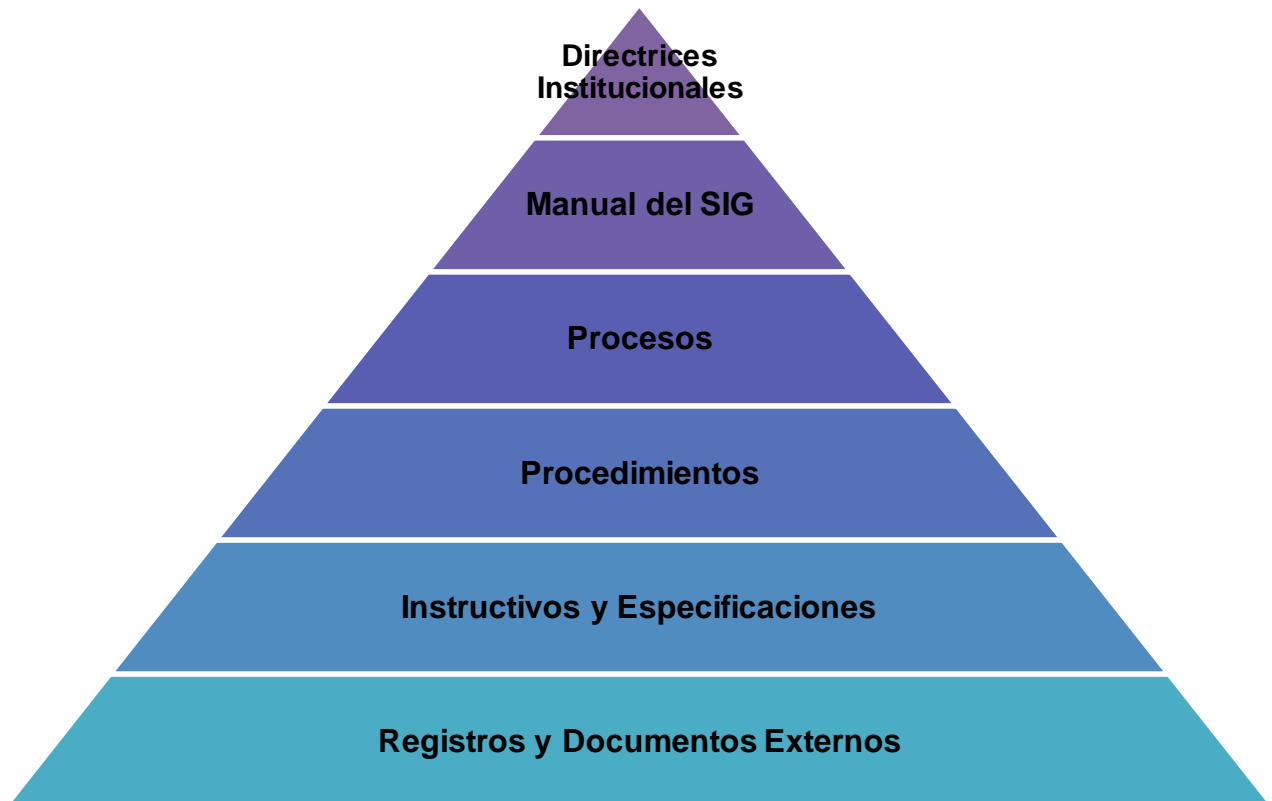 Directrices
Institucionales
Manual del SIG
Procesos
Procedimientos
Instructivos y Especificaciones
Registros y Documentos Externos